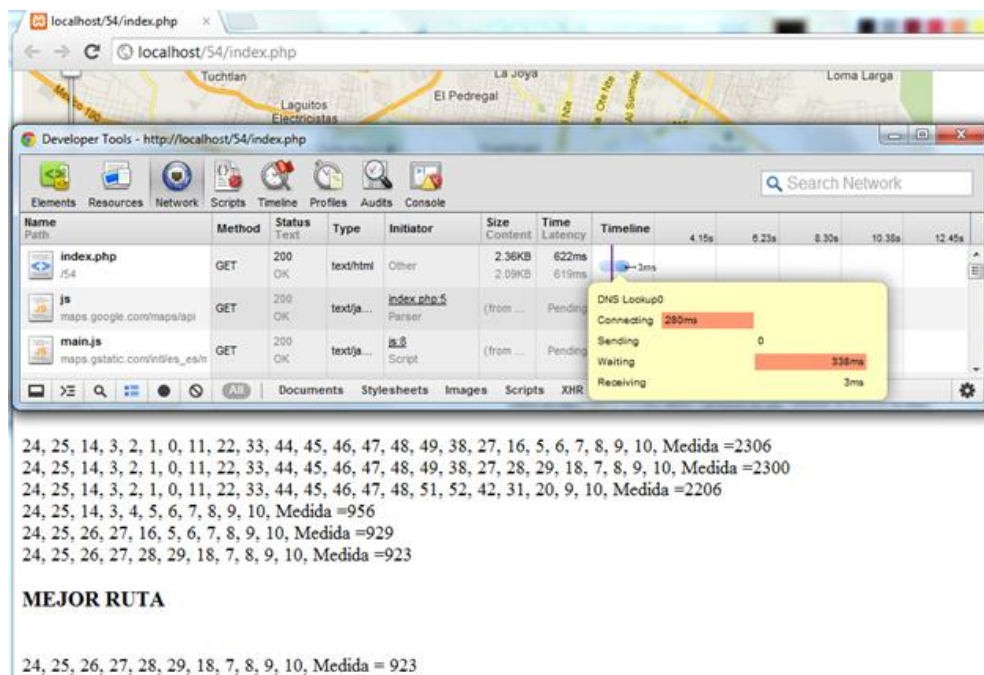 localhost/54/index.php ×
localhost/54/index.php
Tuchtlan
La Joya
Loma Larga
El Pedregal
Laguitos
Electricistas
Mexico 190
Developer Tools - http://localhost/54/index.php
Elements Resources Network Scripts Timeline Profiles Audits Console
Search Network
Name Method Status Type Initiator Size Time Timeline
Path Text Content Latency 4.15s 6.23s 8.30s 10.38s 12.45s
index.php GET 200 text/html Other 2.36KB 622ms 3ms
/54 OK 2.09KB 619ms
js GET 200 text/ja... index.php:5 (from ... Pending
maps.google.com/maps/api OK Parser
main.js GET 200 text/ja... js:8 (from ... Pending
maps.gstatic.com/intl/es_es/m OK Script
DNS Lookup 0
Connecting 280ms
Sending 0
Waiting 338ms
Receiving 3ms
All Documents Stylesheets Images Scripts XHR
24, 25, 14, 3, 2, 1, 0, 11, 22, 33, 44, 45, 46, 47, 48, 49, 38, 27, 16, 5, 6, 7, 8, 9, 10, Medida =2306
24, 25, 14, 3, 2, 1, 0, 11, 22, 33, 44, 45, 46, 47, 48, 49, 38, 27, 28, 29, 18, 7, 8, 9, 10, Medida =2300
24, 25, 14, 3, 2, 1, 0, 11, 22, 33, 44, 45, 46, 47, 48, 51, 52, 42, 31, 20, 9, 10, Medida =2206
24, 25, 14, 3, 4, 5, 6, 7, 8, 9, 10, Medida =956
24, 25, 26, 27, 16, 5, 6, 7, 8, 9, 10, Medida =929
24, 25, 26, 27, 28, 29, 18, 7, 8, 9, 10, Medida =923
MEJOR RUTA
24, 25, 26, 27, 28, 29, 18, 7, 8, 9, 10, Medida = 923